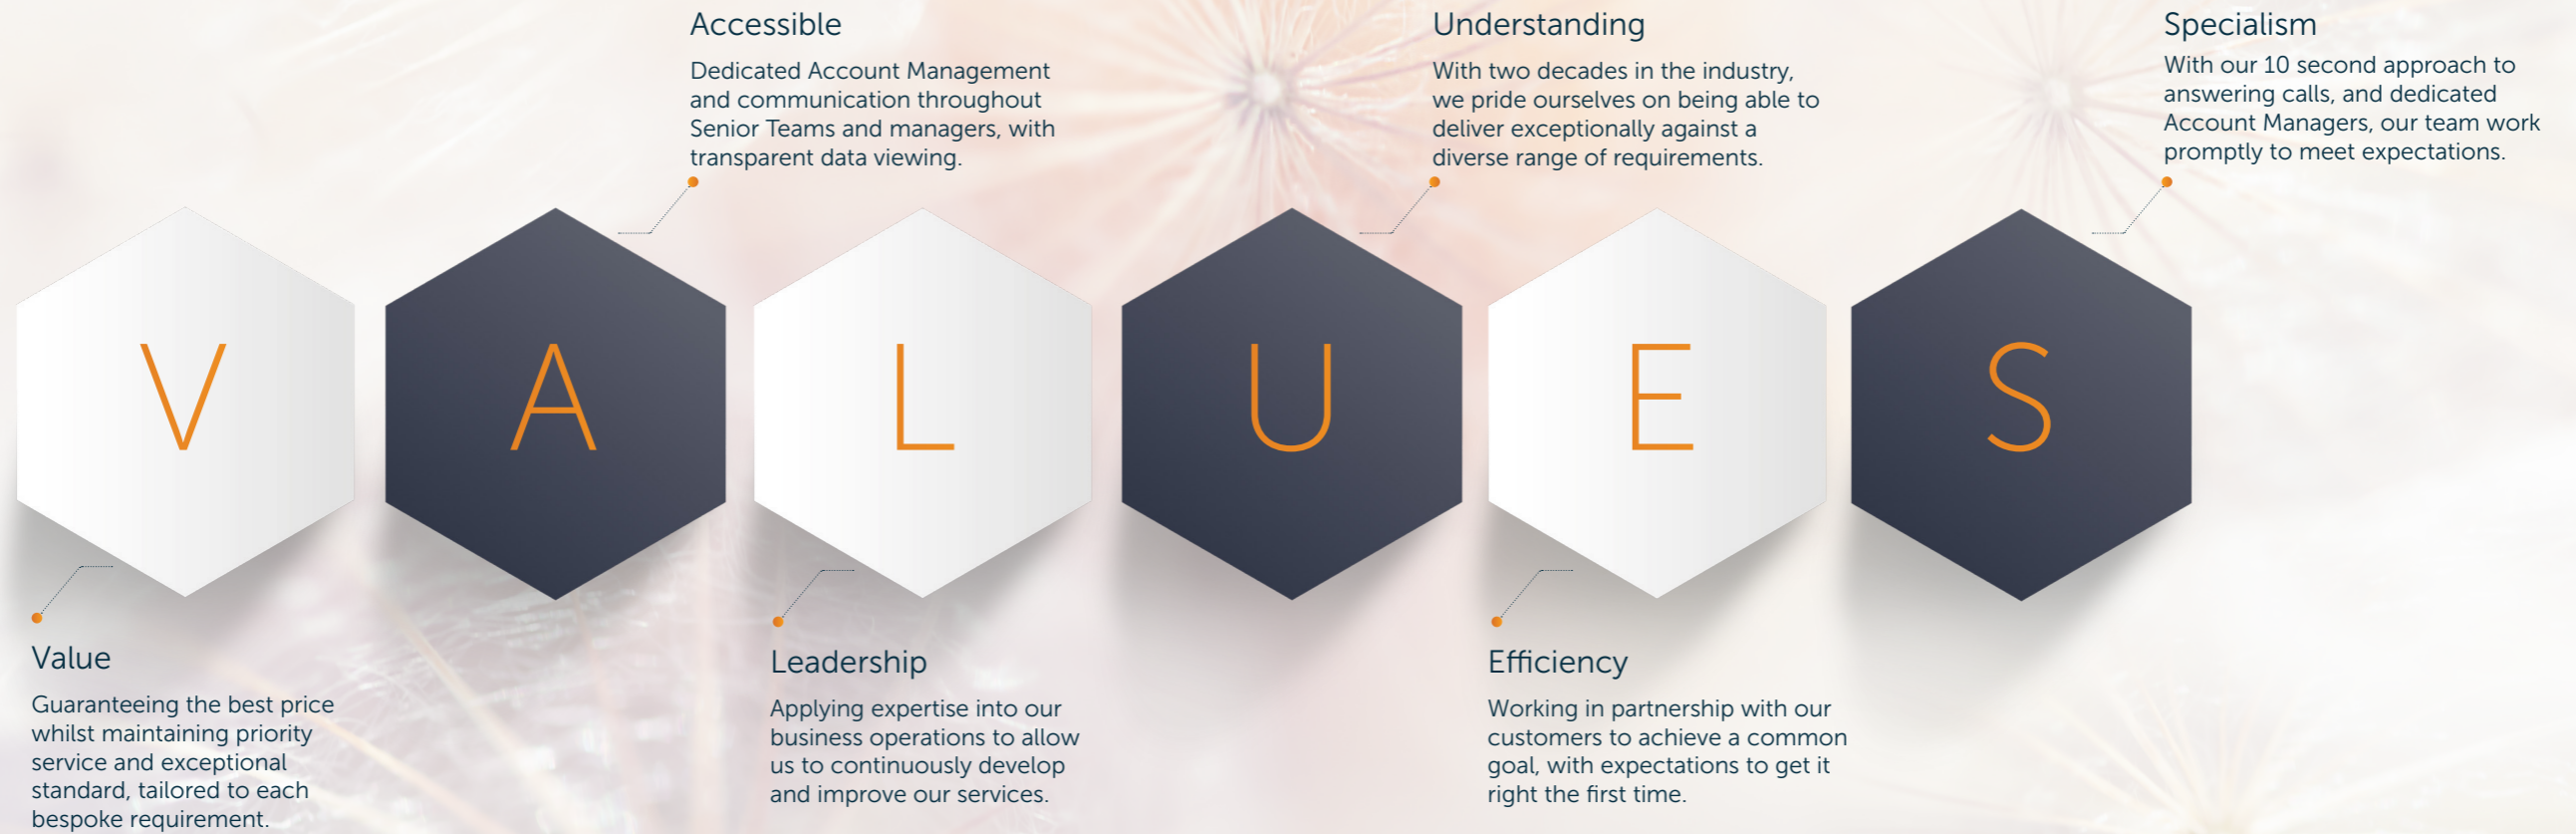 Accessible
Dedicated Account Management
and communication throughout
Senior Teams and managers, with
transparent data viewing.
Understanding
With two decades in the industry,
we pride ourselves on being able to
deliver exceptionally against a
diverse range of requirements.
Specialism
With our 10 second approach to
answering calls, and dedicated
Account Managers, our team work
promptly to meet expectations.
V A L U E S
Value
Guaranteeing the best price
whilst maintaining priority
service and exceptional
standard, tailored to each
bespoke requirement.
Leadership
Applying expertise into our
business operations to allow
us to continuously develop
and improve our services.
Efficiency
Working in partnership with our
customers to achieve a common
goal, with expectations to get it
right the first time.